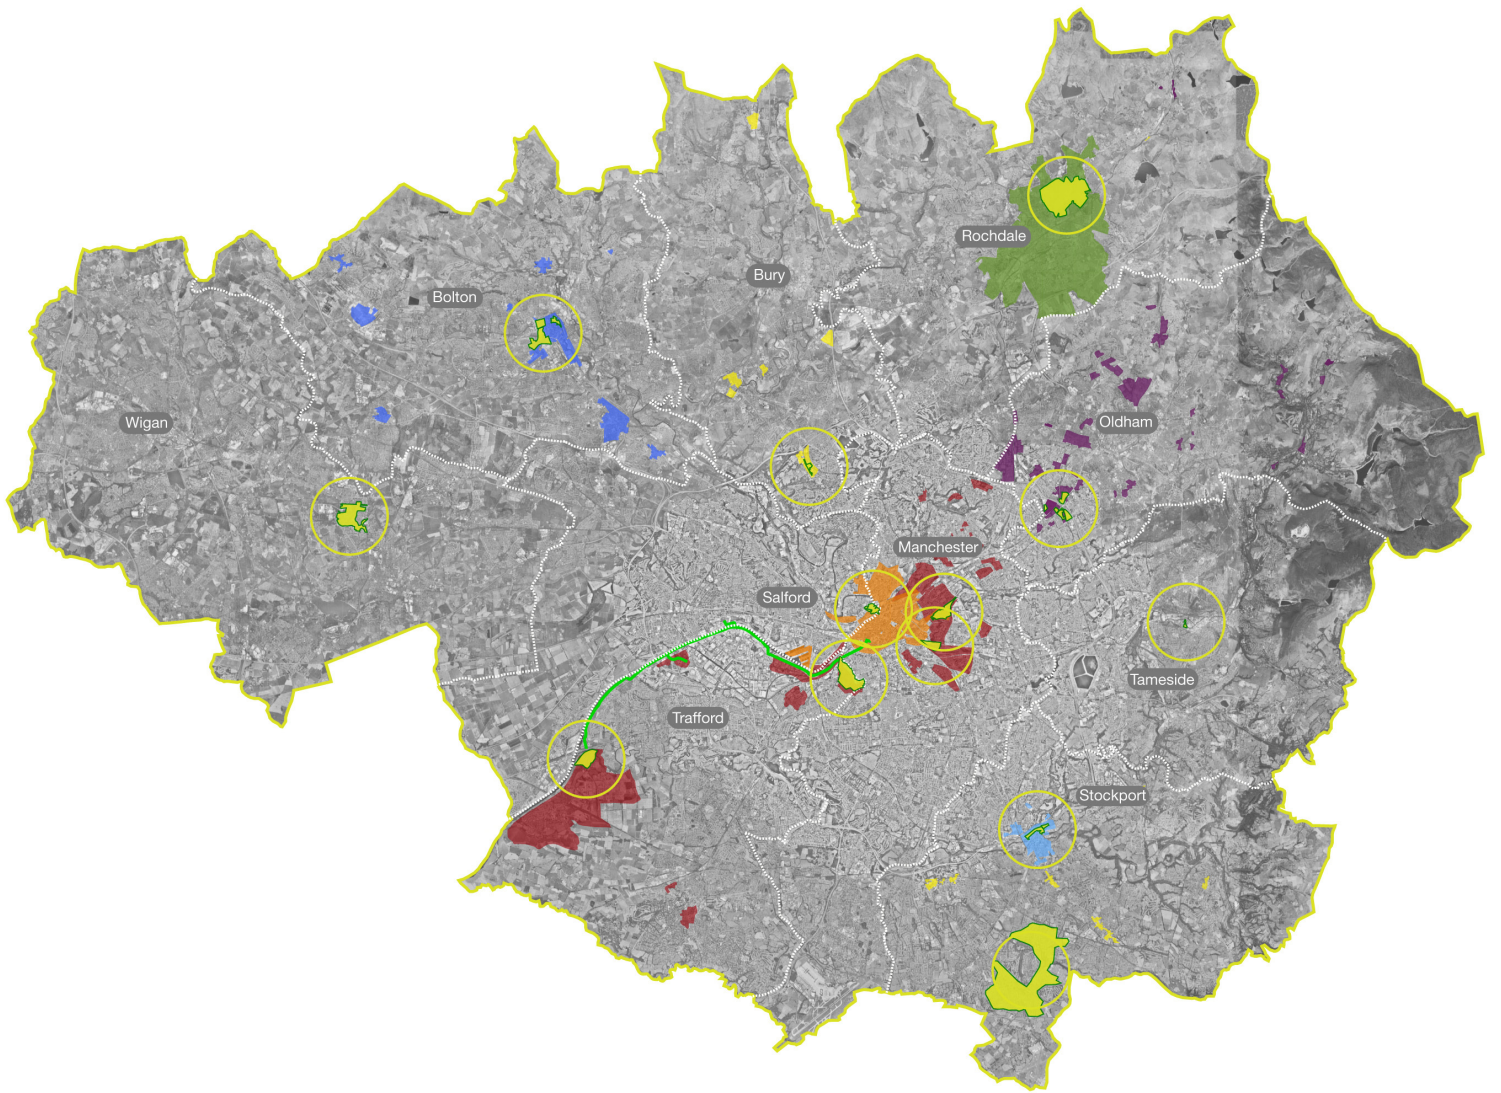 Rochdale
Bury
Bolton
Wigan
Oldham
Manchester
Salford
Tameside
Trafford
Stockport